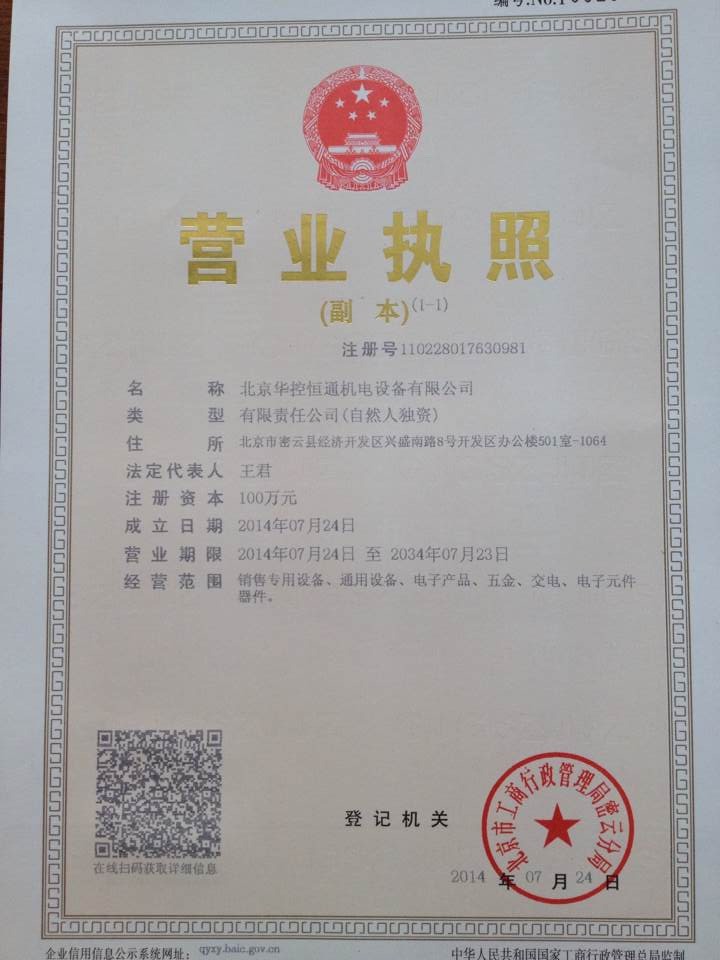 营业执照
(副 本)(1-1)
注册号110228017630981
名 称 北京华控恒通机电设备有限公司
类 型 有限责任公司(自然人独资)
住 所 北京市密云县经济开发区兴盛南路8号开发区办公楼501室-1064
法定代表人 王君
注册资本 100万元
成立日期 2014年07月24日
营业期限 2014年07月24日 至 2034年07月23日
经营范围 销售专用设备、通用设备、电子产品、五金、交电、电子元件
器件。
北京市工商行政管理局密云分局
登记机关
在线扫码获取详细信息
2014 年 07 月 24 日
企业信用信息公示系统网址： qyxy.baic.gov.cn
中华人民共和国国家工商行政管理总局监制